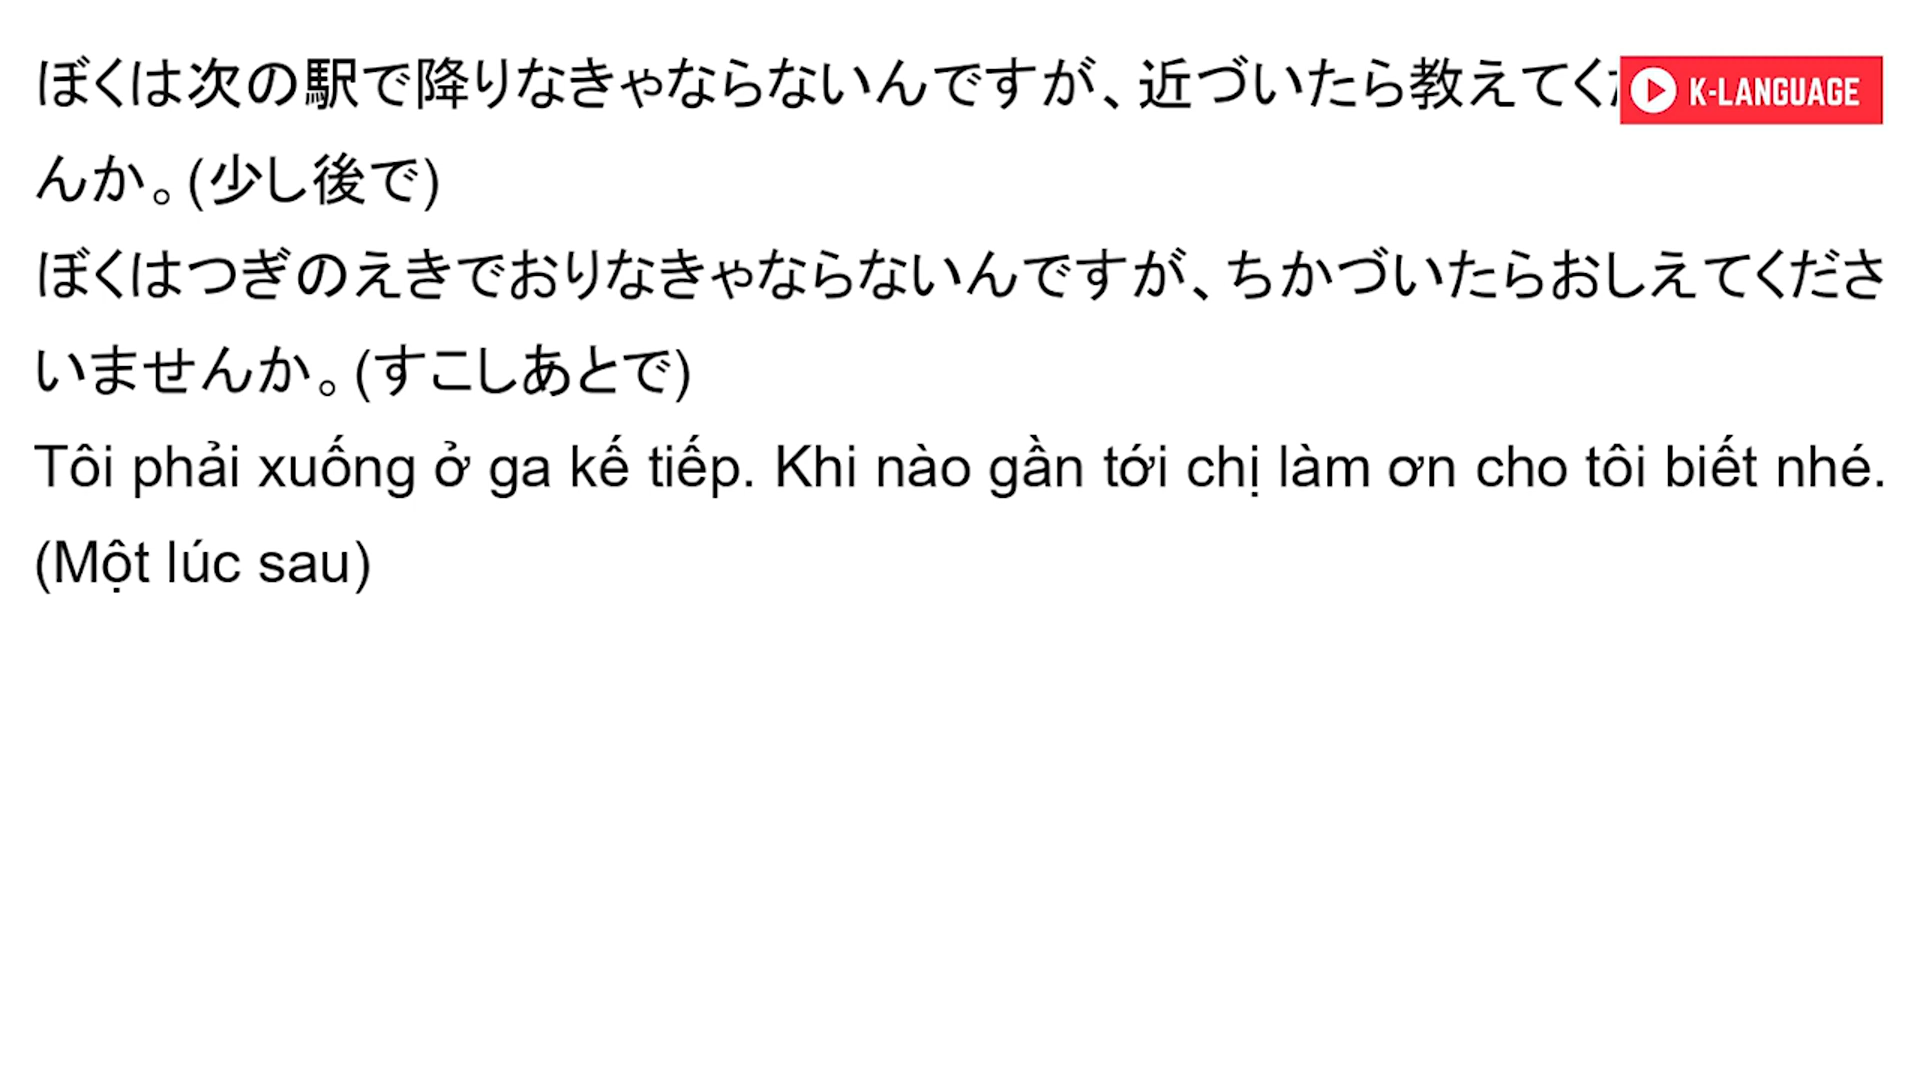 ぼくは次の駅で降りなきゃならないんですが、近づいたら教えてく
K-LANGUAGE
んか。(少し後で)
ぼくはつぎのえきでおりなきゃならないんですが、ちかづいたらおしえてくださ
いませんか。(すこしあとで)
Tôi phải xuống ở ga kế tiếp. Khi nào gần tới chị làm ơn cho tôi biết nhé.
(Một lúc sau)